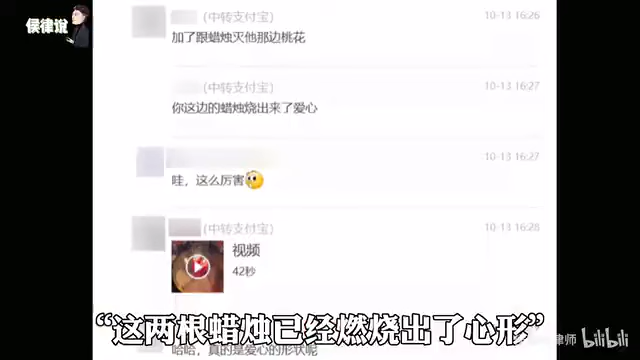 侯律说
(中转支付宝)
10-13 16:26
加了跟蜡烛灭他那边桃花
(中转支付宝)
10-13 16:27
你这边的蜡烛烧出来了爱心
10-13 16:27
哇，这么厉害
(中转支付宝)
10-13 16:28
视频
42秒
“这两根蜡烛已经燃烧出了心形”
律师 bilibili
哈哈，真的是爱心的形状呢